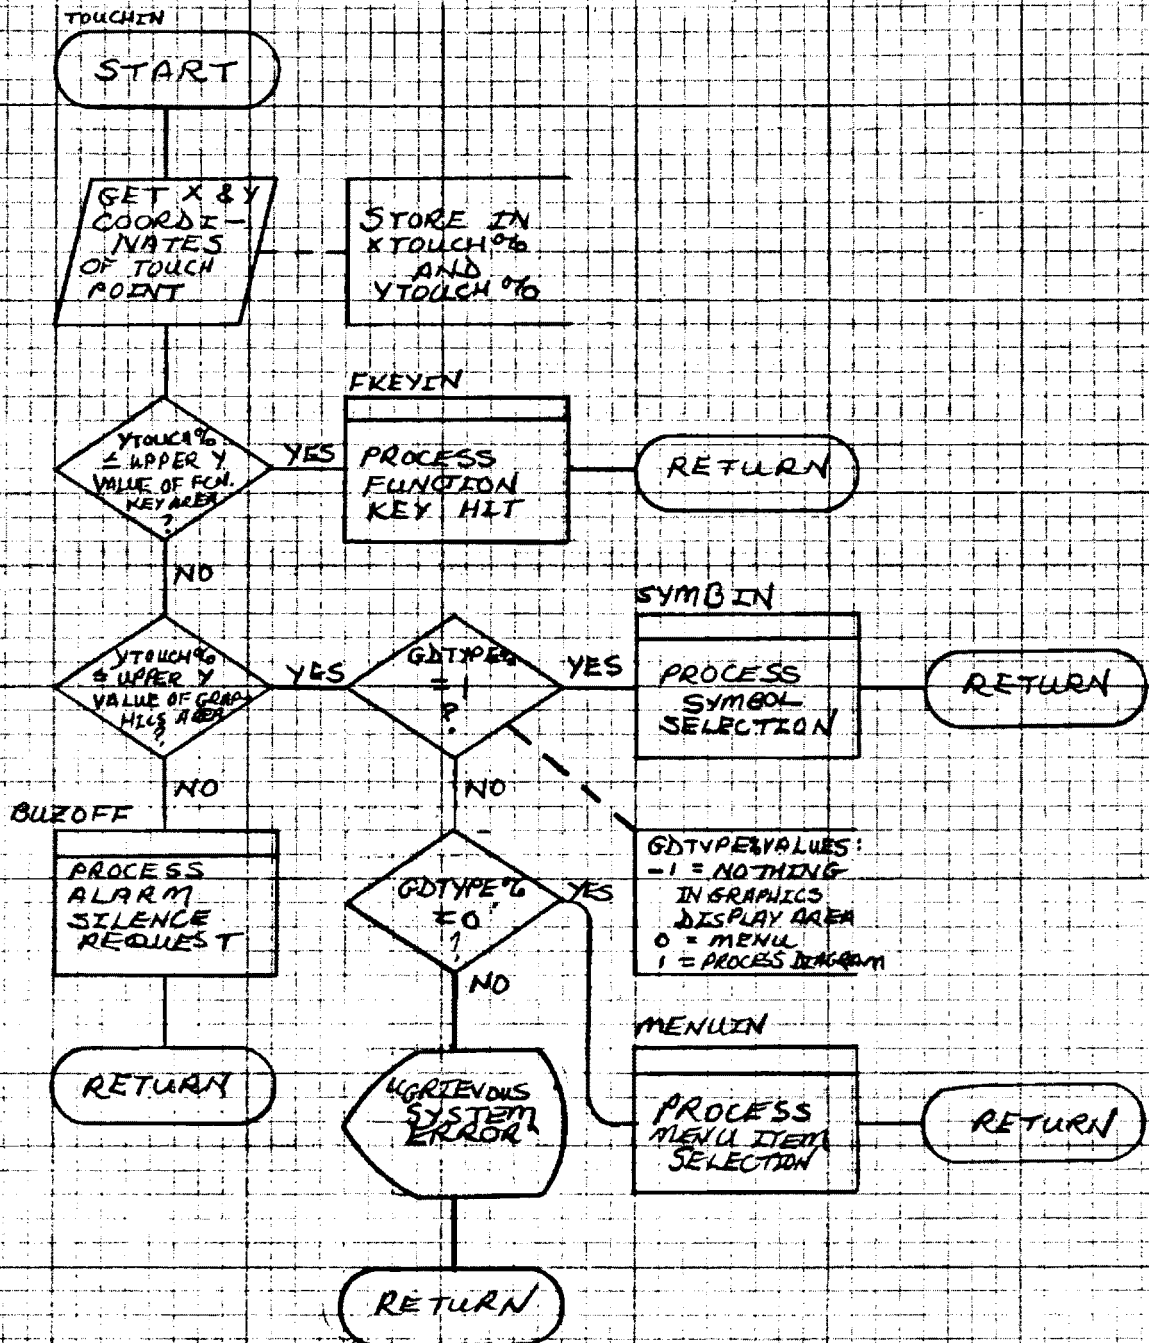 TOUCHIN
START
GET X & Y
COORDI-
NATES
OF TOUCH
POINT
STORE IN
XTOUCH%
AND
YTOUCH%
FKEYIN
YTOUCH%
≤ UPPER Y
VALUE OF FCN.
KEY AREA
?
YES
PROCESS
FUNCTION
KEY HIT
RETURN
NO
SYMBIN
YTOUCH%
≤ UPPER Y
VALUE OF GRAP-
HICS AREA
?
YES
GDTYPE%
= 1
?
YES
PROCESS
SYMBOL
SELECTION
RETURN
NO
NO
BUZOFF
PROCESS
ALARM
SILENCE
REQUEST
GDTYPE%
=0
?
YES
GDTYPE% VALUES:
-1 = NOTHING
IN GRAPHICS
DISPLAY AREA
0 = MENU
1 = PROCESS DIAGRAM
NO
MENUIN
RETURN
"GRIEVOUS
SYSTEM
ERROR"
PROCESS
MENU ITEM
SELECTION
RETURN
RETURN